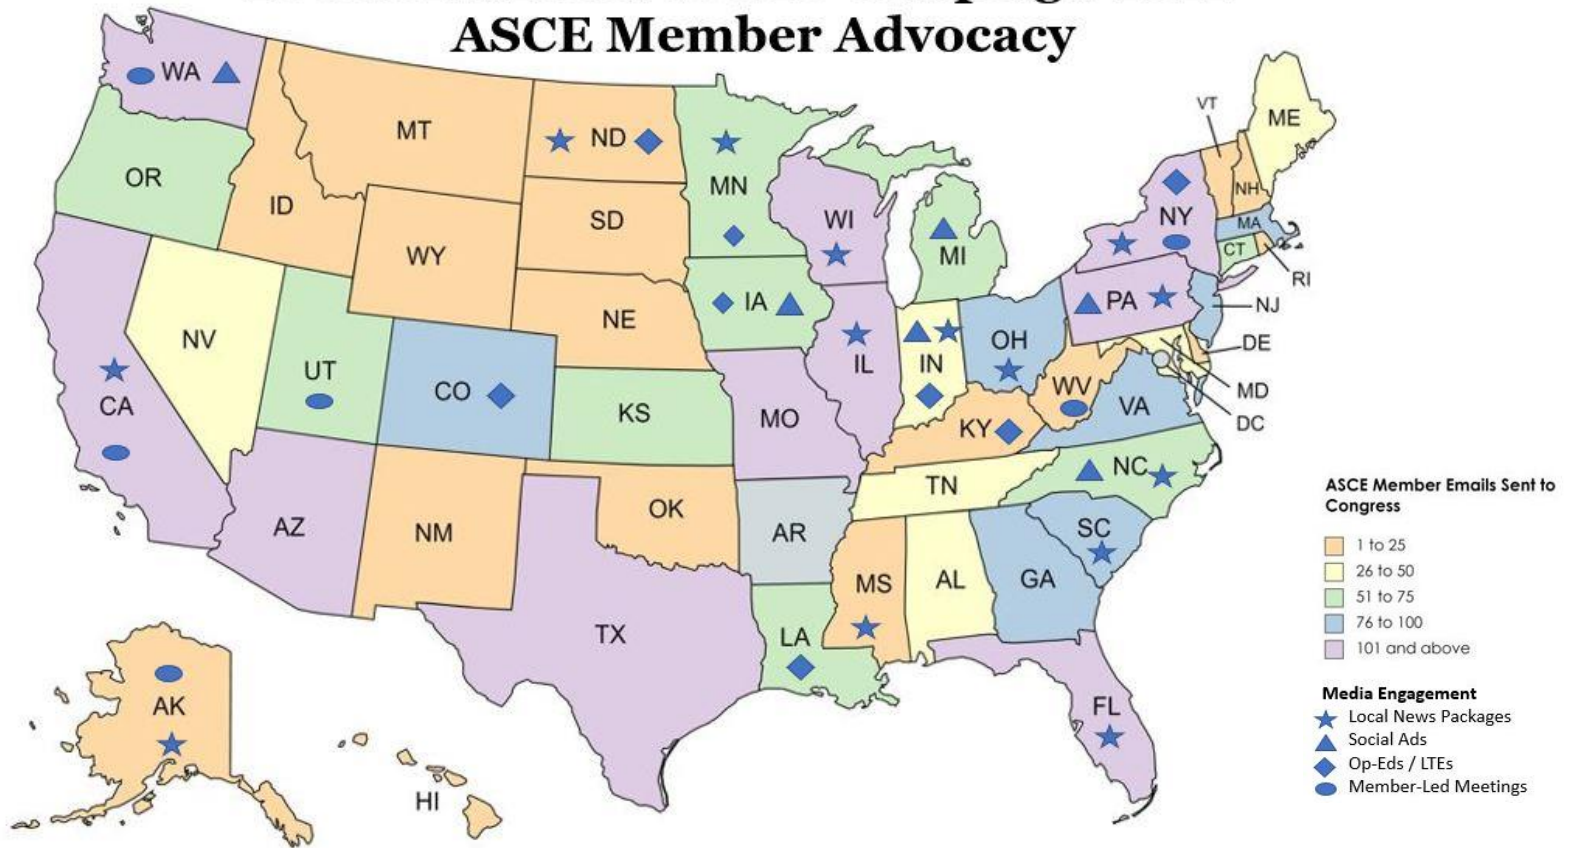 ASCE Member Advocacy
WA
MT
ND
MN
OR
ID
WY
SD
WI
MI
VT
ME
NH
NY
MA
CT
RI
NV
UT
CO
NE
IA
IL
IN
OH
PA
NJ
DE
MD
DC
CA
KS
MO
KY
WV
VA
AZ
NM
OK
AR
TN
NC
SC
TX
LA
MS
AL
GA
FL
AK
HI
ASCE Member Emails Sent to
Congress
1 to 25
26 to 50
51 to 75
76 to 100
101 and above
Media Engagement
Local News Packages
Social Ads
Op-Eds / LTEs
Member-Led Meetings